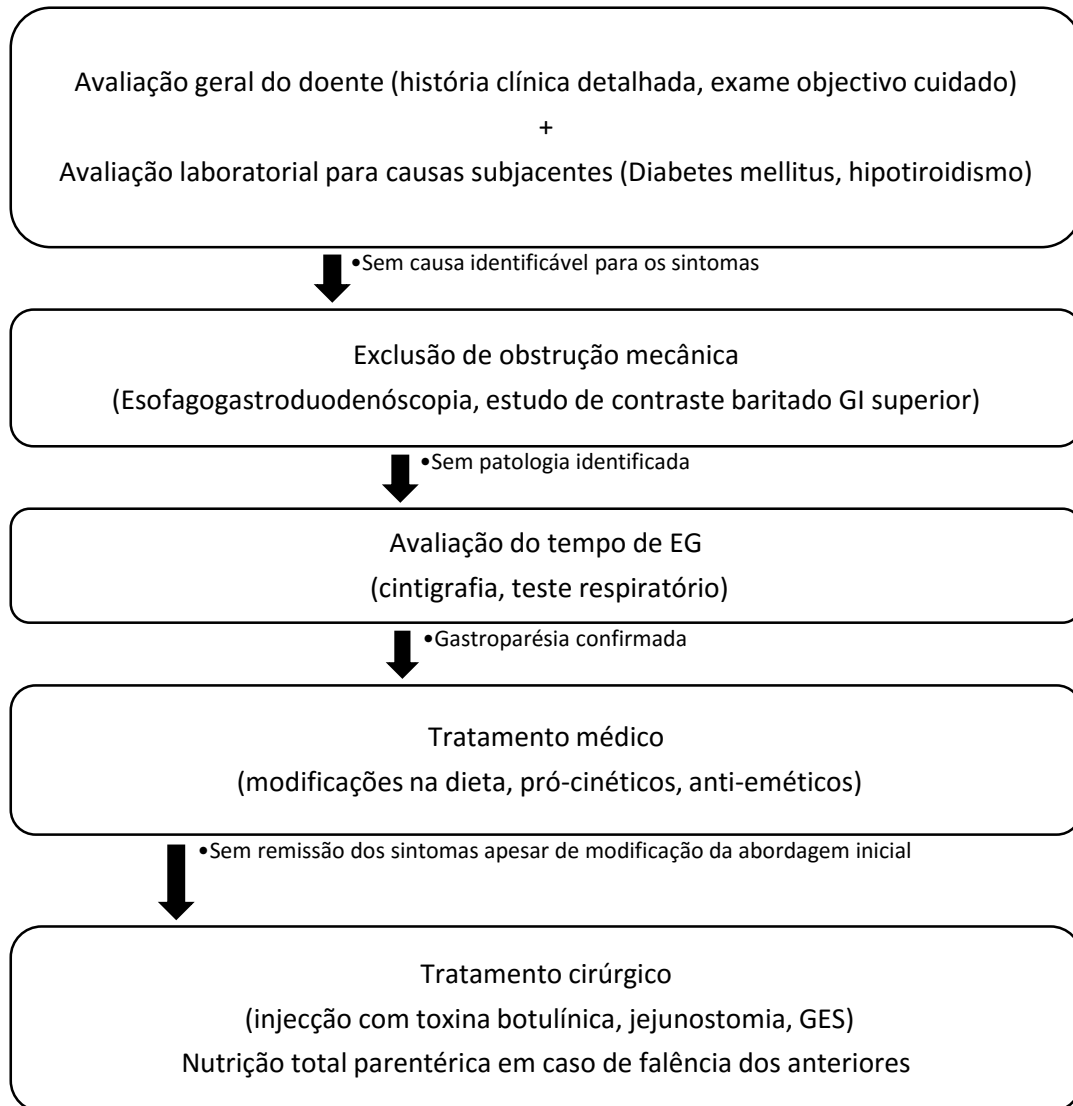 Avaliação geral do doente (história clínica detalhada, exame objectivo cuidado)
+
Avaliação laboratorial para causas subjacentes (Diabetes mellitus, hipotiroidismo)
•Sem causa identificável para os sintomas
Exclusão de obstrução mecânica
(Esofagogastroduodenóscopia, estudo de contraste baritado GI superior)
•Sem patologia identificada
Avaliação do tempo de EG
(cintigrafia, teste respiratório)
•Gastroparésia confirmada
Tratamento médico
(modificações na dieta, pró-cinéticos, anti-eméticos)
•Sem remissão dos sintomas apesar de modificação da abordagem inicial
Tratamento cirúrgico
(injecção com toxina botulínica, jejunostomia, GES)
Nutrição total parentérica em caso de falência dos anteriores